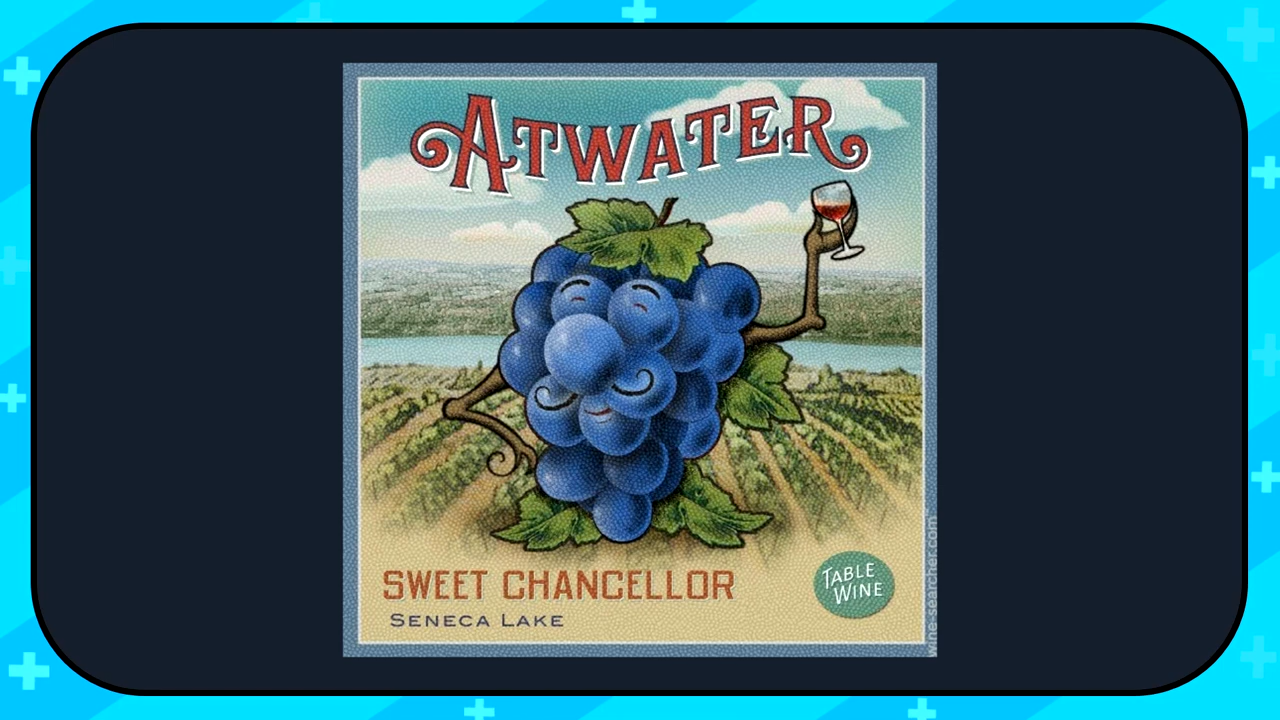 ATWATER
SWEET CHANCELLOR
SENECA LAKE
TABLE
WINE
wine-searcher.com